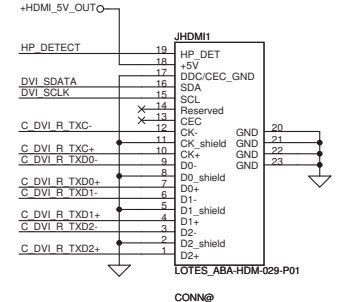 +HDMI_5V_OUT
JHDMI1
HP_DETECT 19 HP_DET
18 +5V
17 DDC/CEC_GND
DVI_SDATA 16 SDA
DVI_SCLK 15 SCL
14 Reserved
13 CEC
C_DVI_R_TXC- 12 CK- GND 20
11 CK_shield GND 21
C_DVI_R_TXC+ 10 CK+ GND 22
C_DVI_R_TXD0- 9 D0- GND 23
8 D0_shield
C_DVI_R_TXD0+ 7 D0+
C_DVI_R_TXD1- 6 D1-
5 D1_shield
C_DVI_R_TXD1+ 4 D1+
C_DVI_R_TXD2- 3 D2-
2 D2_shield
C_DVI_R_TXD2+ 1 D2+
LOTES_ABA-HDM-029-P01
CONN@